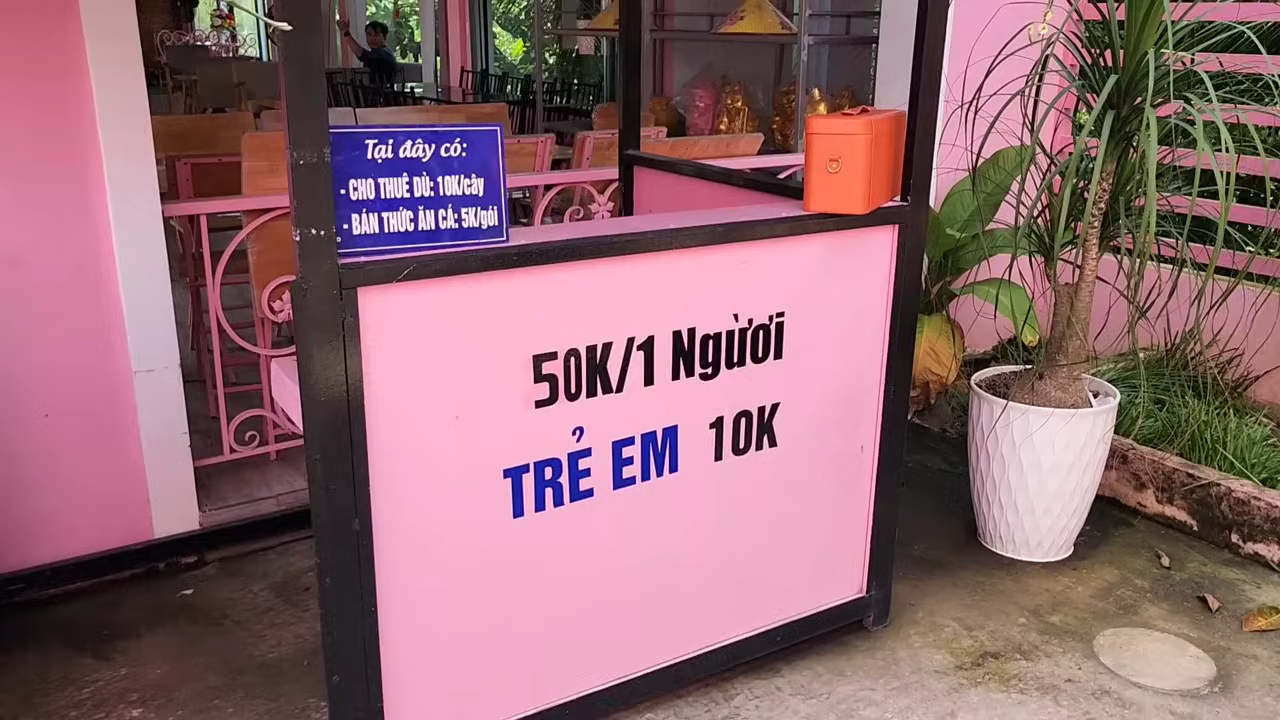 Tại đây có:
- CHO THUÊ DÙ: 10K/cây
- BÁN THỨC ĂN CÁ: 5K/gói
50K/1 Người
TRẺ EM 10K